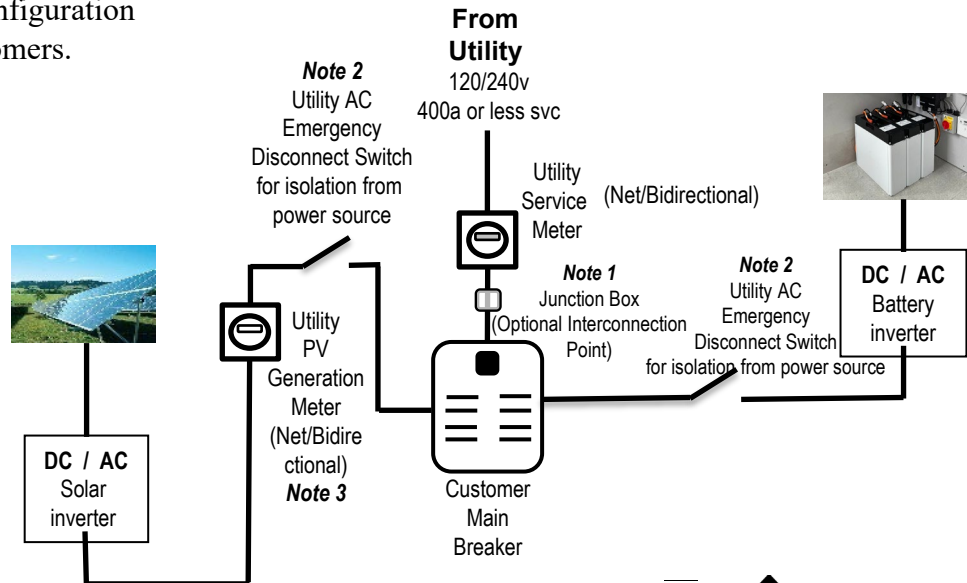 nfiguration
omers.
From
Utility
120/240v
400a or less svc
Note 2
Utility AC
Emergency
Disconnect Switch
for isolation from
power source
Utility
Service
Meter
(Net/Bidirectional)
Note 1
Junction Box
(Optional Interconnection
Point)
Note 2
Utility AC
Emergency
Disconnect Switch
for isolation from power source
DC / AC
Battery
inverter
Utility
PV
Generation
Meter
(Net/Bidire
ctional)
Note 3
DC / AC
Solar
inverter
Customer
Main
Breaker